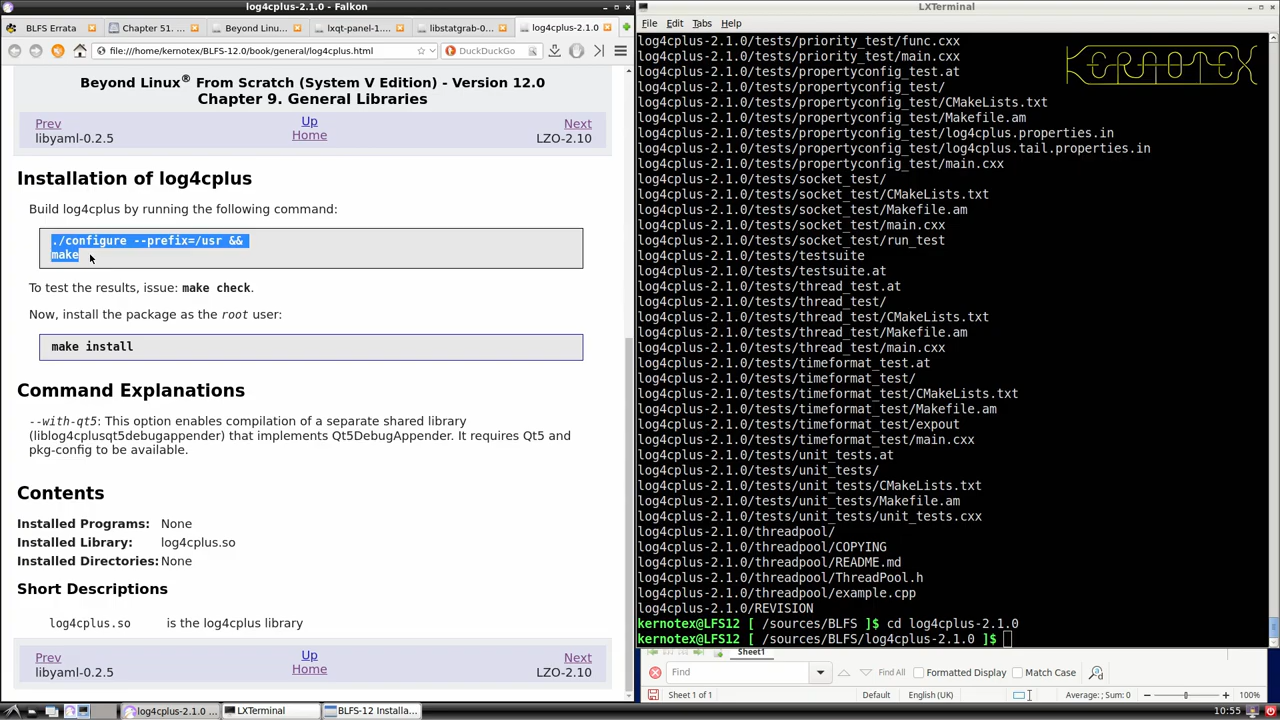 log4cplus-2.1.0 - Falkon
BLFS Errata
Chapter 51. ...
Beyond Linu...
lxqt-panel-1....
libstatgrab-0...
log4cplus-2.1.0
file:///home/kernotex/BLFS-12.0/book/general/log4cplus.html
DuckDuckGo
Beyond Linux® From Scratch (System V Edition) - Version 12.0
Chapter 9. General Libraries
Prev
libyaml-0.2.5
Up
Home
Next
LZO-2.10
Installation of log4cplus
Build log4cplus by running the following command:
./configure --prefix=/usr &&
make
To test the results, issue: make check.
Now, install the package as the root user:
make install
Command Explanations
--with-qt5: This option enables compilation of a separate shared library
(liblog4cplusqt5debugappender) that implements Qt5DebugAppender. It requires Qt5 and
pkg-config to be available.
Contents
Installed Programs: None
Installed Library: log4cplus.so
Installed Directories: None
Short Descriptions
log4cplus.so is the log4cplus library
Prev
libyaml-0.2.5
Up
Home
Next
LZO-2.10
LXTerminal
File Edit Tabs Help
KERNOTEX
log4cplus-2.1.0/tests/priority_test/func.cxx
log4cplus-2.1.0/tests/priority_test/main.cxx
log4cplus-2.1.0/tests/propertyconfig_test.at
log4cplus-2.1.0/tests/propertyconfig_test/
log4cplus-2.1.0/tests/propertyconfig_test/CMakeLists.txt
log4cplus-2.1.0/tests/propertyconfig_test/Makefile.am
log4cplus-2.1.0/tests/propertyconfig_test/log4cplus.properties.in
log4cplus-2.1.0/tests/propertyconfig_test/log4cplus.tail.properties.in
log4cplus-2.1.0/tests/propertyconfig_test/main.cxx
log4cplus-2.1.0/tests/socket_test/
log4cplus-2.1.0/tests/socket_test/CMakeLists.txt
log4cplus-2.1.0/tests/socket_test/Makefile.am
log4cplus-2.1.0/tests/socket_test/main.cxx
log4cplus-2.1.0/tests/socket_test/run_test
log4cplus-2.1.0/tests/testsuite
log4cplus-2.1.0/tests/testsuite.at
log4cplus-2.1.0/tests/thread_test.at
log4cplus-2.1.0/tests/thread_test/
log4cplus-2.1.0/tests/thread_test/CMakeLists.txt
log4cplus-2.1.0/tests/thread_test/Makefile.am
log4cplus-2.1.0/tests/thread_test/main.cxx
log4cplus-2.1.0/tests/timeformat_test.at
log4cplus-2.1.0/tests/timeformat_test/
log4cplus-2.1.0/tests/timeformat_test/CMakeLists.txt
log4cplus-2.1.0/tests/timeformat_test/Makefile.am
log4cplus-2.1.0/tests/timeformat_test/expout
log4cplus-2.1.0/tests/timeformat_test/main.cxx
log4cplus-2.1.0/tests/unit_tests.at
log4cplus-2.1.0/tests/unit_tests/
log4cplus-2.1.0/tests/unit_tests/CMakeLists.txt
log4cplus-2.1.0/tests/unit_tests/Makefile.am
log4cplus-2.1.0/tests/unit_tests/unit_tests.cxx
log4cplus-2.1.0/threadpool/
log4cplus-2.1.0/threadpool/COPYING
log4cplus-2.1.0/threadpool/README.md
log4cplus-2.1.0/threadpool/ThreadPool.h
log4cplus-2.1.0/threadpool/example.cpp
log4cplus-2.1.0/REVISION
kernotex@LFS12 [ /sources/BLFS ]$ cd log4cplus-2.1.0
kernotex@LFS12 [ /sources/BLFS/log4cplus-2.1.0 ]$
Sheet1
Find
Find All
Formatted Display
Match Case
Sheet 1 of 1
Default
English (UK)
Average: ; Sum: 0
100%
log4cplus-2.1.0 ...
LXTerminal
BLFS-12 Installa...
10:55